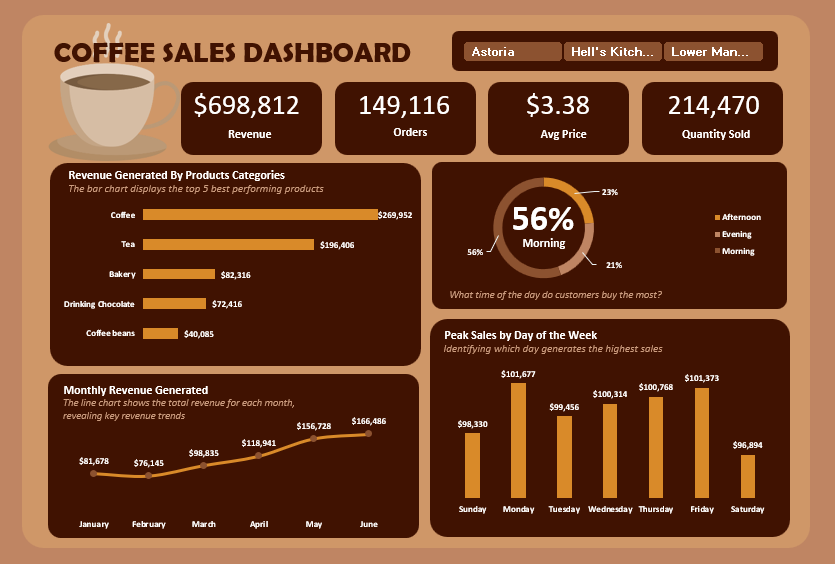 COFFEE SALES DASHBOARD
Astoria
Hell's Kitch...
Lower Man...
$698,812
Revenue
149,116
Orders
$3.38
Avg Price
214,470
Quantity Sold
Revenue Generated By Products Categories
The bar chart displays the top 5 best performing products
Coffee $269,952
Tea $196,406
Bakery $82,316
Drinking Chocolate $72,416
Coffee beans $40,085
23%
56%
Morning
56%
21%
Afternoon
Evening
Morning
What time of the day do customers buy the most?
Monthly Revenue Generated
The line chart shows the total revenue for each month,
revealing key revenue trends
$81,678 $76,145 $98,835 $118,941 $156,728 $166,486
January February March April May June
Peak Sales by Day of the Week
Identifying which day generates the highest sales
$98,330 $101,677 $99,456 $100,314 $100,768 $101,373 $96,894
Sunday Monday Tuesday Wednesday Thursday Friday Saturday